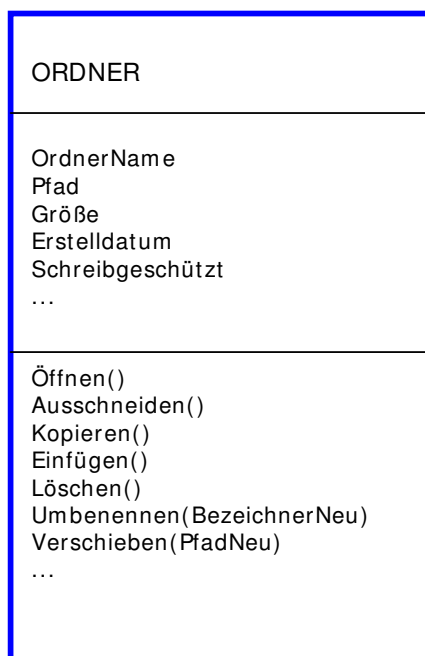 ORDNER
OrdnerName
Pfad
Größe
Erstelldatum
Schreibgeschützt
...
Öffnen()
Ausschneiden()
Kopieren()
Einfügen()
Löschen()
Umbenennen(BezeichnerNeu)
Verschieben(PfadNeu)
...